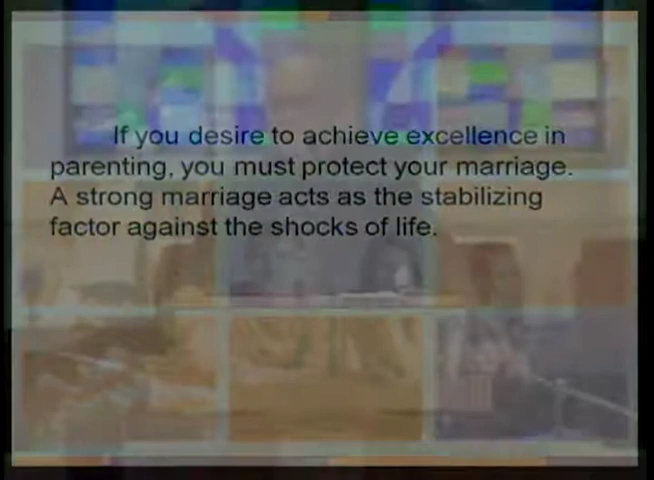 If you desire to achieve excellence in
parenting, you must protect your marriage.
A strong marriage acts as the stabilizing
factor against the shocks of life.